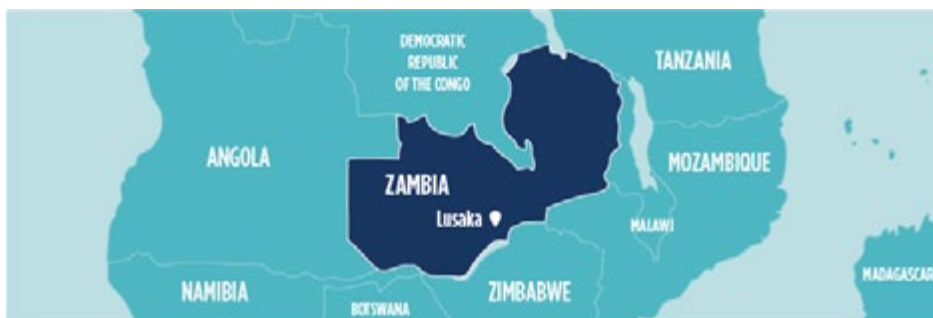 DEMOCRATIC
REPUBLIC
OF THE CONGO
TANZANIA
ANGOLA
MOZAMBIQUE
ZAMBIA
Lusaka
MALAWI
MADAGASCAR
NAMIBIA
ZIMBABWE
BOTSWANA